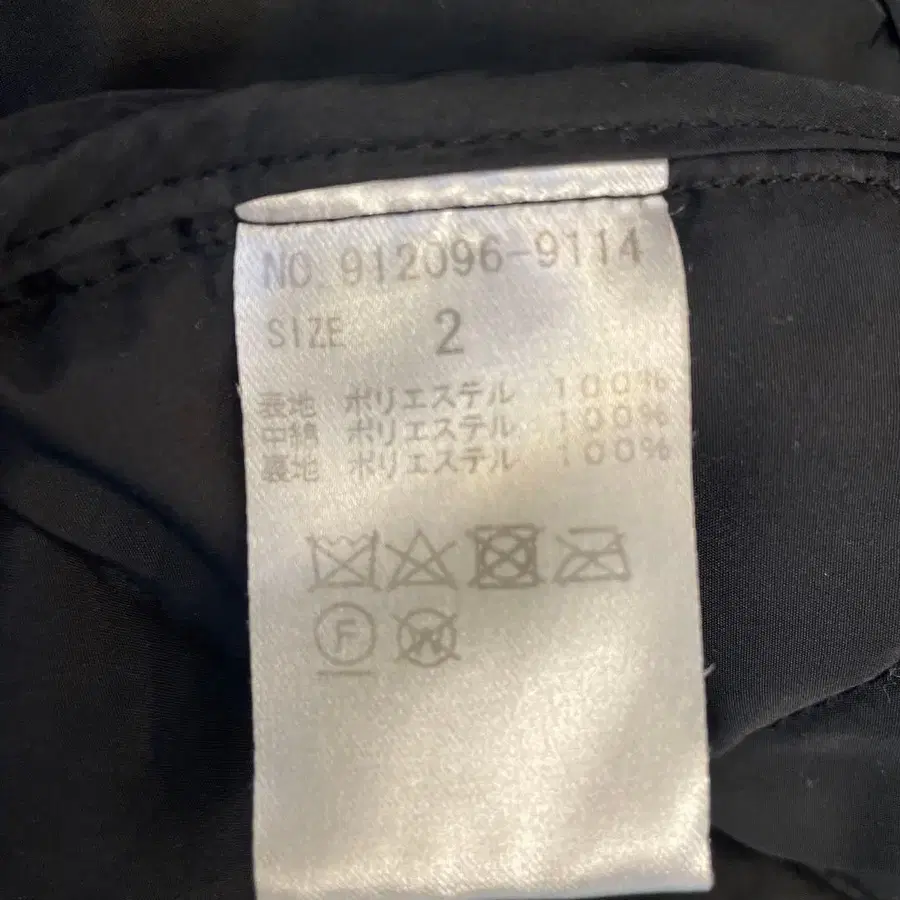 NO.912096-9114
SIZE 2
表地 ポリエステル 100%
中綿 ポリエステル 100%
裏地 ポリエステル 100%
F W